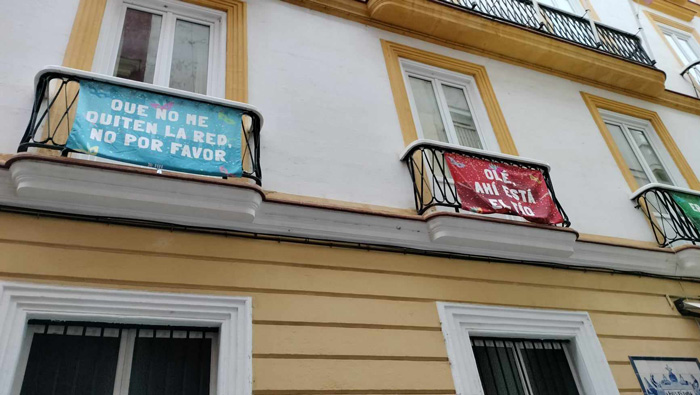 QUE NO ME
QUITEN LA RED,
NO POR FAVOR
OLÉ,
AHÍ ESTÁ
EL TÍO